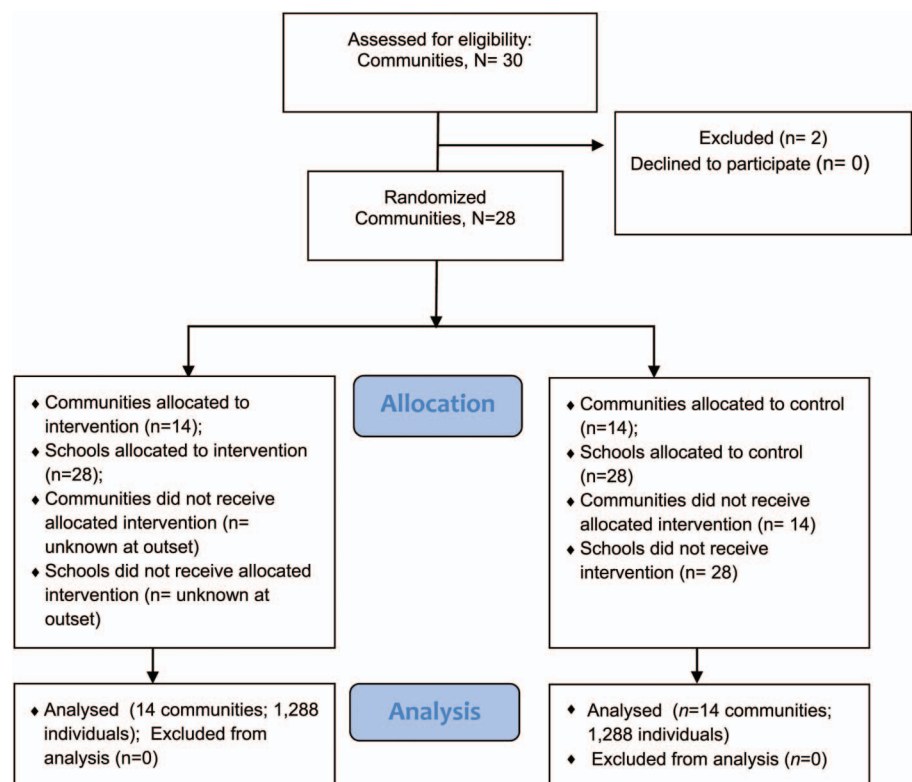 Assessed for eligibility:
Communities, N= 30
Excluded (n= 2)
Declined to participate (n= 0)
Randomized
Communities, N=28
Allocation
♦ Communities allocated to
intervention (n=14);
♦ Schools allocated to intervention
(n=28);
♦ Communities did not receive
allocated intervention (n=
unknown at outset)
♦ Schools did not receive allocated
intervention (n= unknown at
outset)
♦ Communities allocated to control
(n=14);
♦ Schools allocated to control
(n=28)
♦ Communities did not receive
allocated intervention (n= 14)
♦ Schools did not receive
intervention (n= 28)
Analysis
♦ Analysed (14 communities; 1,288
individuals); Excluded from
analysis (n=0)
♦ Analysed (n=14 communities;
1,288 individuals)
♦ Excluded from analysis (n=0)